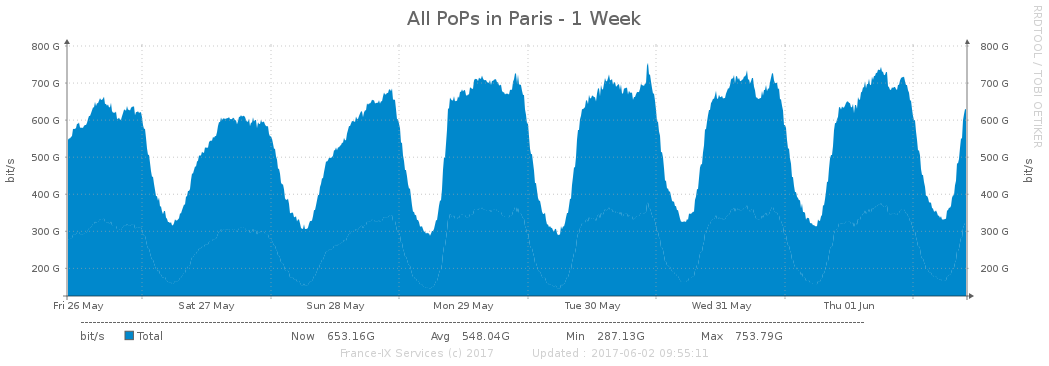 All PoPs in Paris - 1 Week
RRDTOOL / TOBI OETIKER
bit/s
bit/s
800 G 800 G
700 G 700 G
600 G 600 G
500 G 500 G
400 G 400 G
300 G 300 G
200 G 200 G
Fri 26 May Sat 27 May Sun 28 May Mon 29 May Tue 30 May Wed 31 May Thu 01 Jun
bit/s Total Now 653.16G Avg 548.04G Min 287.13G Max 753.79G
France-IX Services (c) 2017 Updated : 2017-06-02 09:55:11